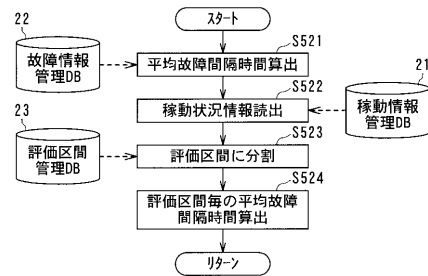 スタート
22
故障情報
管理DB
S521
平均故障間隔時間算出
S522
稼動状況情報読出
21
稼動情報
管理DB
23
評価区間
管理DB
S523
評価区間に分割
S524
評価区間毎の平均故障
間隔時間算出
リターン